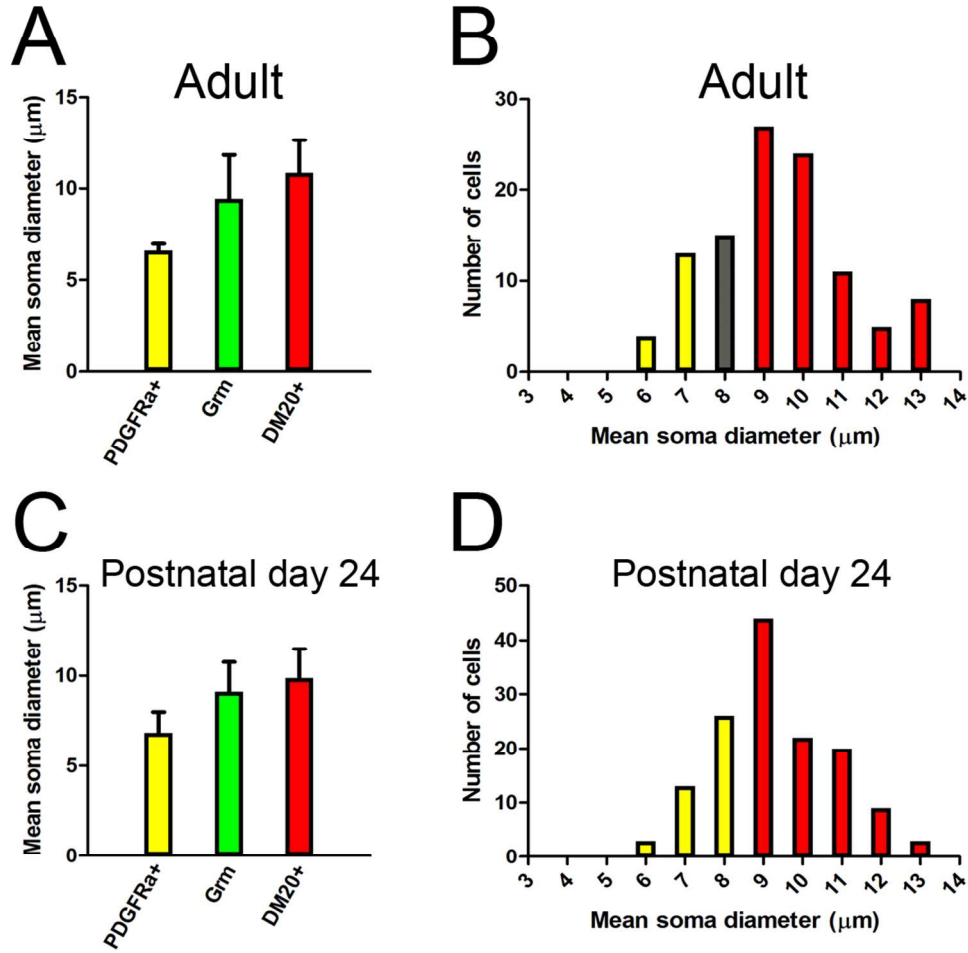 A
Adult
Mean soma diameter (μm)
15
10
5
0
PDGFRa+
Grm
DM20+
B
Adult
Number of cells
30
20
10
0
3 4 5 6 7 8 9 10 11 12 13 14
Mean soma diameter (μm)
C
Postnatal day 24
Mean soma diameter (μm)
15
10
5
0
PDGFRa+
Grm
DM20+
D
Postnatal day 24
Number of cells
50
40
30
20
10
0
3 4 5 6 7 8 9 10 11 12 13 14
Mean soma diameter (μm)